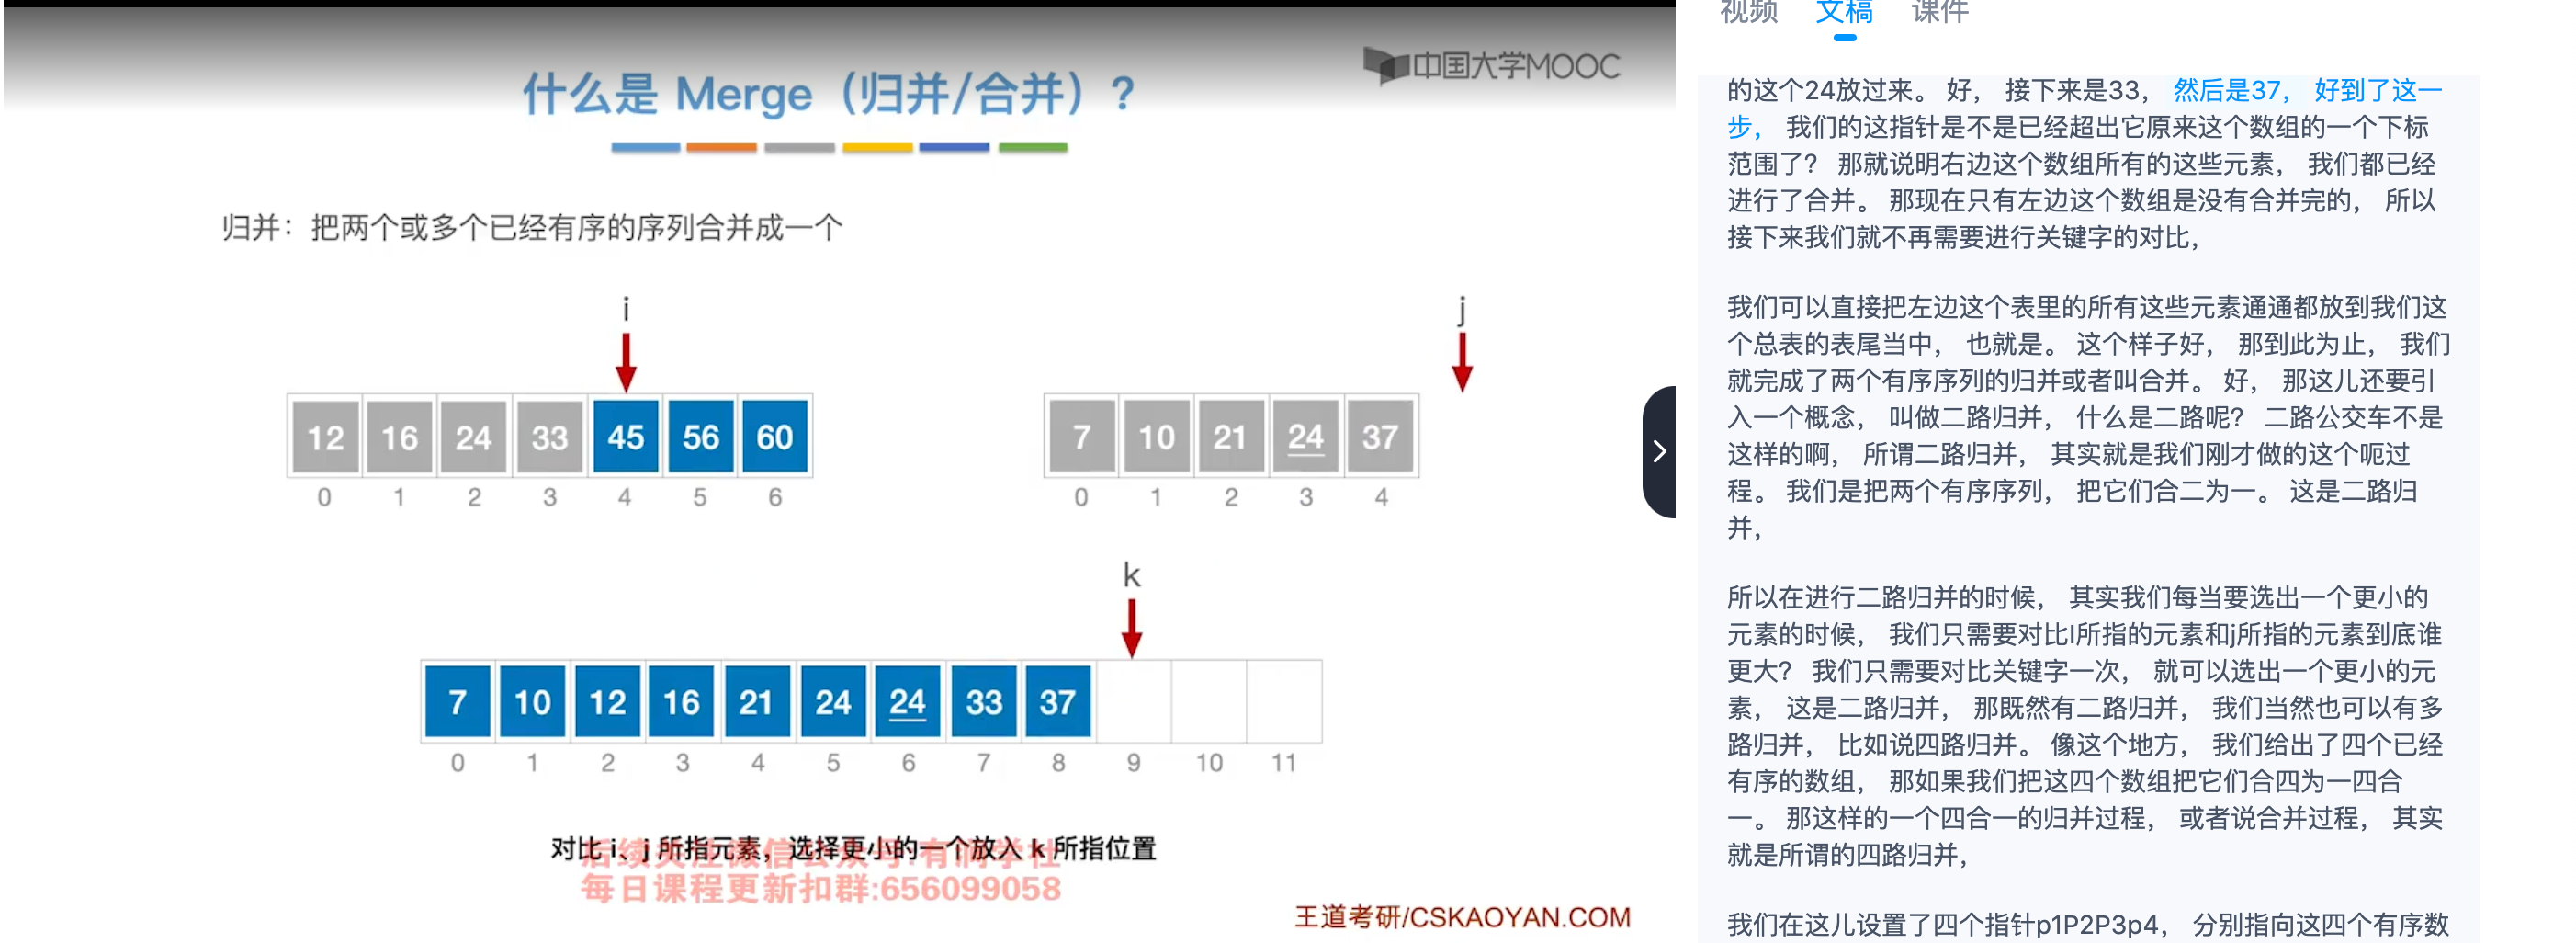 中国大学MOOC
什么是 Merge（归并/合并）?
归并：把两个或多个已经有序的序列合并成一个
i
j
12 16 24 33 45 56 60
0 1 2 3 4 5 6
7 10 21 24 37
0 1 2 3 4
k
7 10 12 16 21 24 24 33 37
0 1 2 3 4 5 6 7 8 9 10 11
对比 i、j 所指元素，选择更小的一个放入 k 所指位置
每日课程更新扣群:656099058
王道考研/CSKAOYAN.COM
视频 文稿 课件
的这个24放过来。 好， 接下来是33， 然后是37， 好到了这一
步， 我们的这指针是不是已经超出它原来这个数组的一个下标
范围了？ 那就说明右边这个数组所有的这些元素， 我们都已经
进行了合并。 那现在只有左边这个数组是没有合并完的， 所以
接下来我们就不再需要进行关键字的对比，
我们可以直接把左边这个表里的所有这些元素通通都放到我们这
个总表的表尾当中， 也就是。 这个样子好， 那到此为止， 我们
就完成了两个有序序列的归并或者叫合并。 好， 那这儿还要引
入一个概念， 叫做二路归并， 什么是二路呢？ 二路公交车不是
这样的啊， 所谓二路归并， 其实就是我们刚才做的这个呃过
程。 我们是把两个有序序列， 把它们合二为一。 这是二路归
并，
所以在进行二路归并的时候， 其实我们每当要选出一个更小的
元素的时候， 我们只需要对比I所指的元素和j所指的元素到底谁
更大？ 我们只需要对比关键字一次， 就可以选出一个更小的元
素， 这是二路归并， 那既然有二路归并， 我们当然也可以有多
路归并， 比如说四路归并。 像这个地方， 我们给出了四个已经
有序的数组， 那如果我们把这四个数组把它们合四为一四合
一。 那这样的一个四合一的归并过程， 或者说合并过程， 其实
就是所谓的四路归并，
我们在这儿设置了四个指针p1P2P3p4， 分别指向这四个有序数